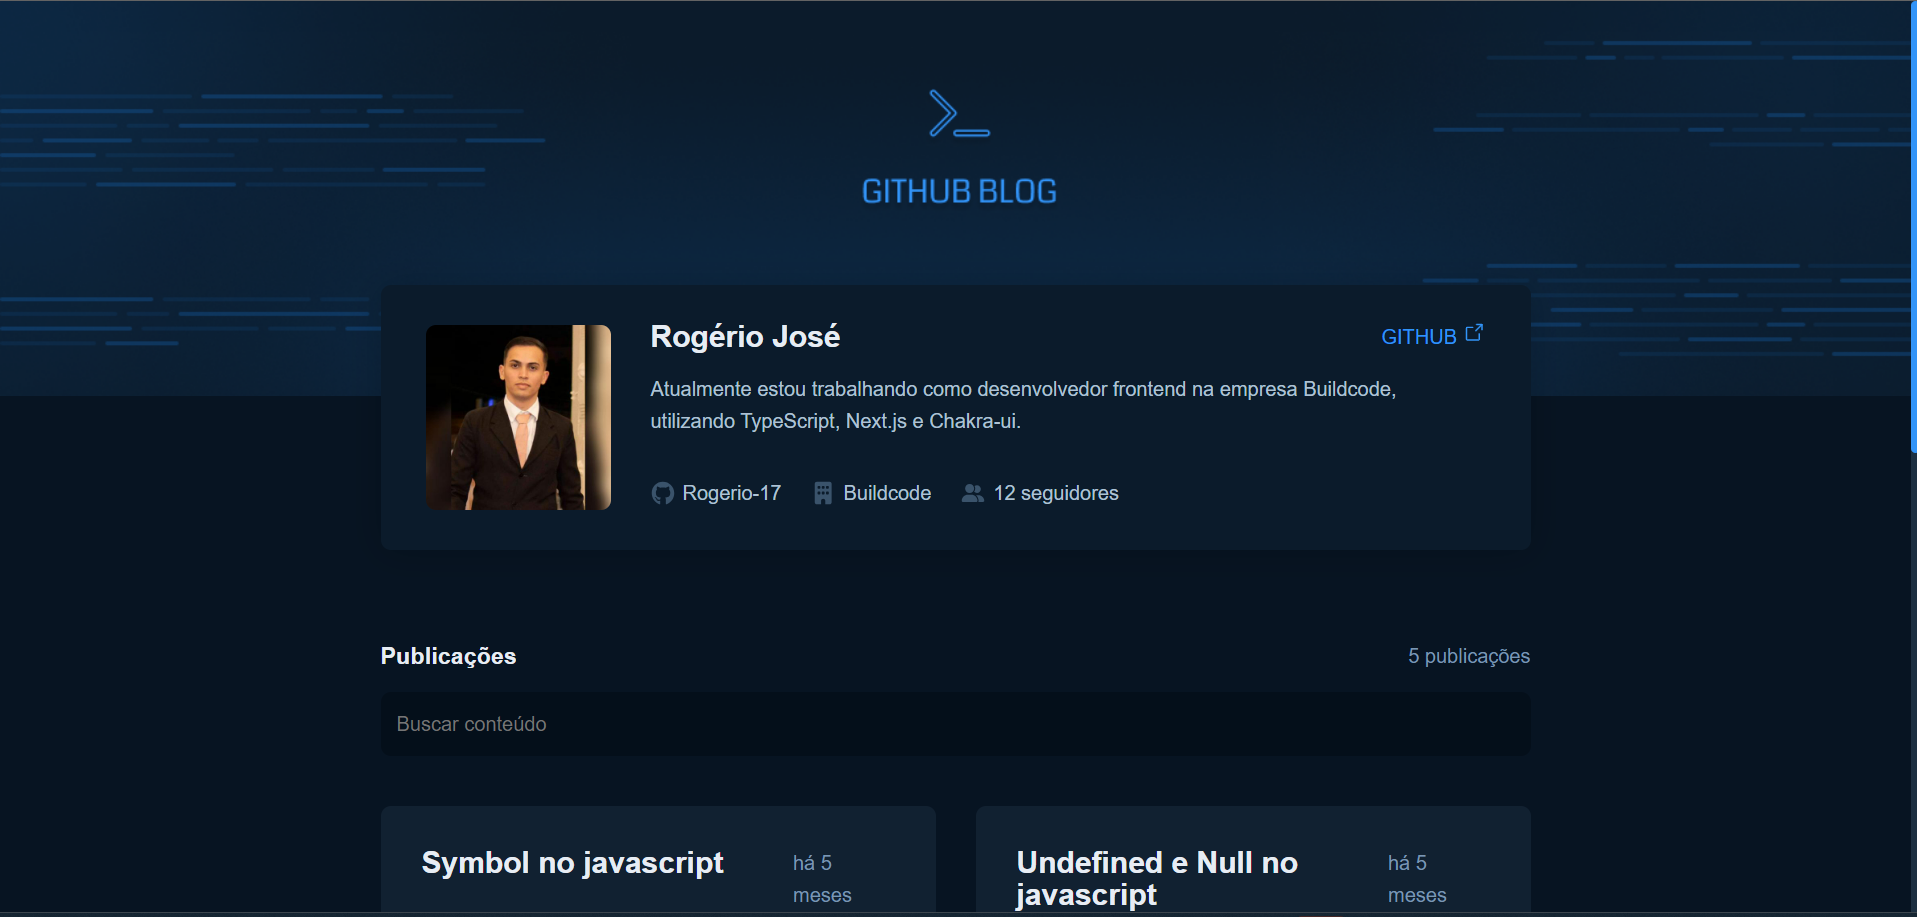 GITHUB BLOG
Rogério José
GITHUB
Atualmente estou trabalhando como desenvolvedor frontend na empresa Buildcode,
utilizando TypeScript, Next.js e Chakra-ui.
Rogerio-17 Buildcode 12 seguidores
Publicações
5 publicações
Buscar conteúdo
Symbol no javascript
há 5
meses
Undefined e Null no
javascript
há 5
meses